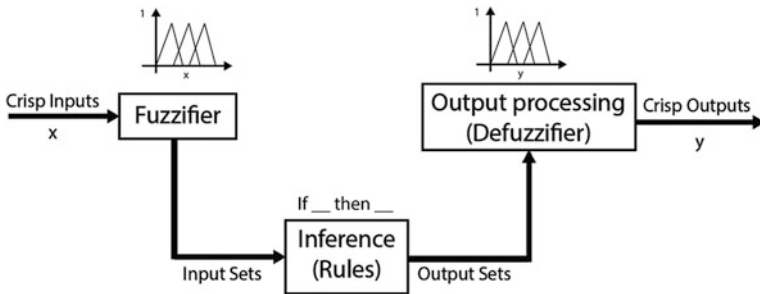 1
x
1
y
Crisp Inputs
x
Fuzzifier
Output processing
(Defuzzifier)
Crisp Outputs
y
If __ then __
Inference
(Rules)
Input Sets
Output Sets